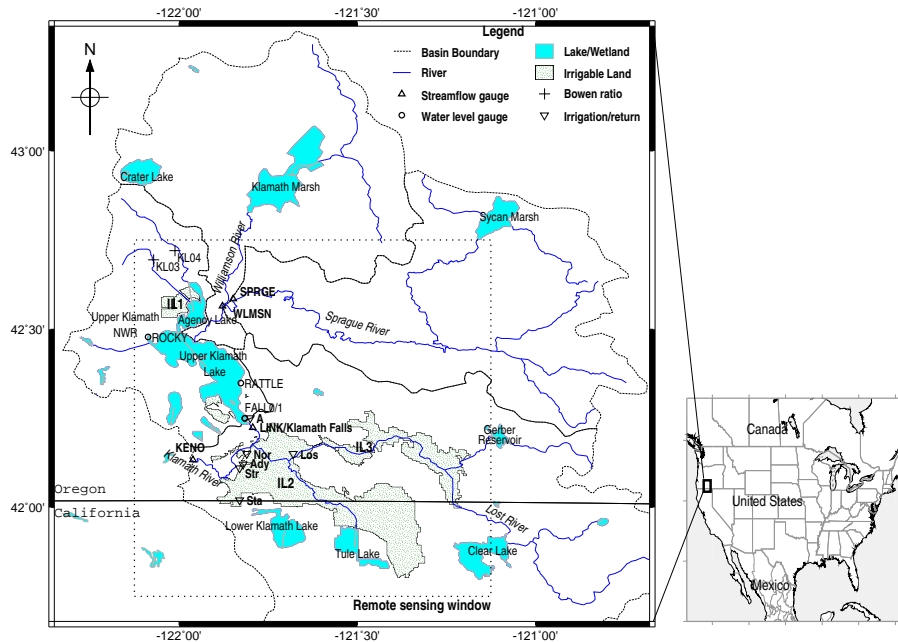 -122°00'
-121°30'
-121°00'
Legend
Basin Boundary
Lake/Wetland
River
Irrigable Land
Streamflow gauge
Bowen ratio
Water level gauge
Irrigation/return
N
43°00'
Crater Lake
Klamath Marsh
Sycan Marsh
Williamson River
KL04
KL03
SPRGE
IL1
WLMSN
Agency Lake
Upper Klamath
NWR
Sprague River
42°30'
ROCKY
Upper Klamath
Lake
RATTLE
FALL0/1
A
LINK/Klamath Falls
Gerber
Reservoir
KENO
IL3
Klamath River
Nor
Los
Ady
Str
IL2
Oregon
42°00'
Sta
California
Lost River
Lower Klamath Lake
Tule Lake
Clear Lake
Remote sensing window
-122°00'
-121°30'
-121°00'
Canada
United States
Mexico